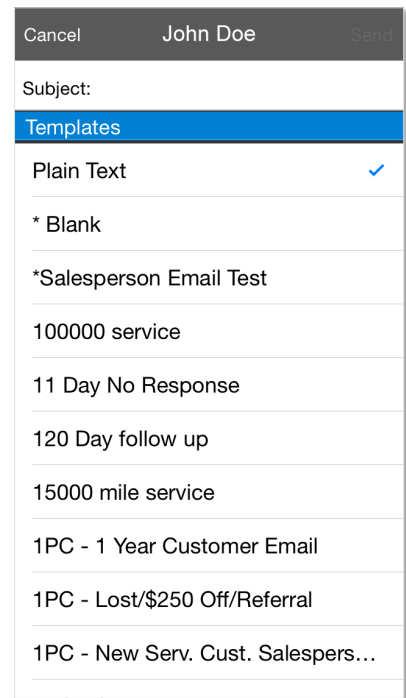 Cancel John Doe Send
Subject:
Templates
Plain Text
* Blank
*Salesperson Email Test
100000 service
11 Day No Response
120 Day follow up
15000 mile service
1PC - 1 Year Customer Email
1PC - Lost/$250 Off/Referral
1PC - New Serv. Cust. Salespers...